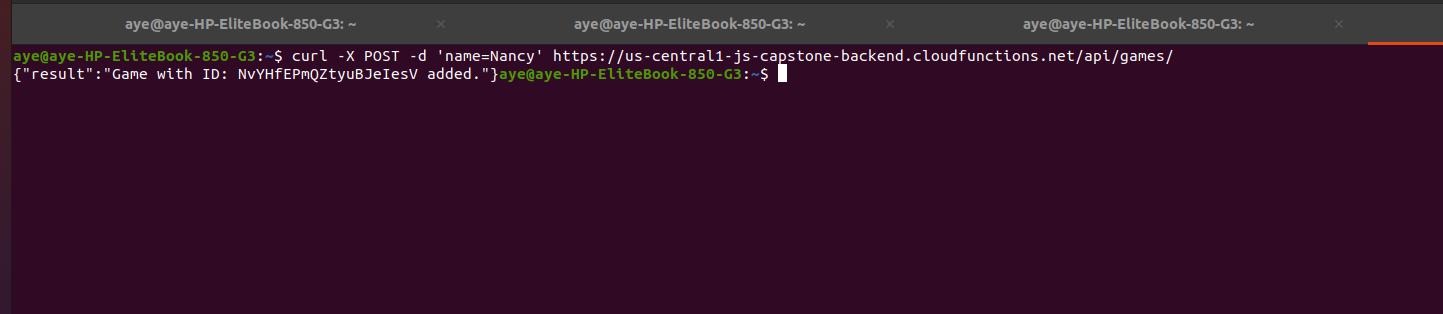 aye@aye-HP-EliteBook-850-G3: ~ × aye@aye-HP-EliteBook-850-G3: ~ × aye@aye-HP-EliteBook-850-G3: ~ ×
aye@aye-HP-EliteBook-850-G3:~$ curl -X POST -d 'name=Nancy' https://us-central1-js-capstone-backend.cloudfunctions.net/api/games/
{"result":"Game with ID: NvYHfEPmQZtyuBJeIesV added."}aye@aye-HP-EliteBook-850-G3:~$